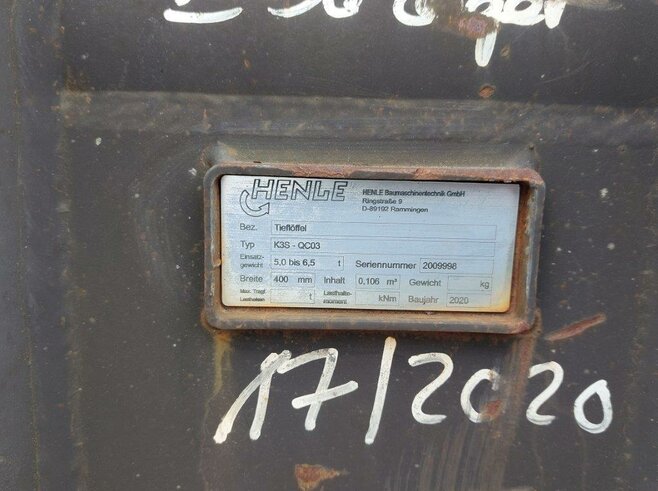 HENLE
HENLE Baumaschinentechnik GmbH
Ringstraße 9
D-89192 Rammingen
Bez. Tieflöffel
Typ K3S - QC03
Einsatz-
gewicht 5,0 bis 6,5 t Seriennummer 2009998
Breite 400 mm Inhalt 0,106 m³ Gewicht kg
Max. Tragl.
Lasthaken t Lasthalte-
moment kNm Baujahr 2020
17/2020